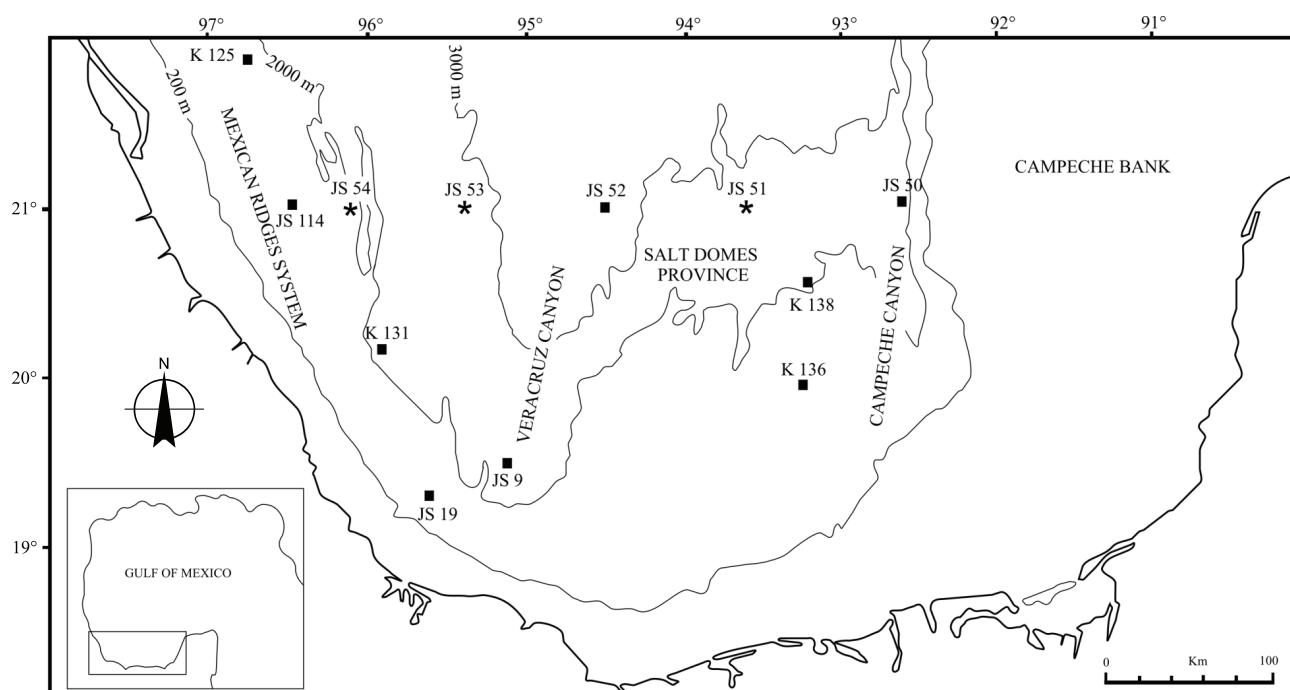 97°
96°
95°
94°
93°
92°
91°
K 125
200 m
2000 m
3000 m
MEXICAN RIDGES SYSTEM
CAMPECHE BANK
JS 54
JS 53
JS 52
JS 51
JS 50
21°
JS 114
SALT DOMES
PROVINCE
VERACRUZ CANYON
CAMPECHE CANYON
K 138
K 131
K 136
20°
N
JS 9
JS 19
19°
GULF OF MEXICO
0 Km 100